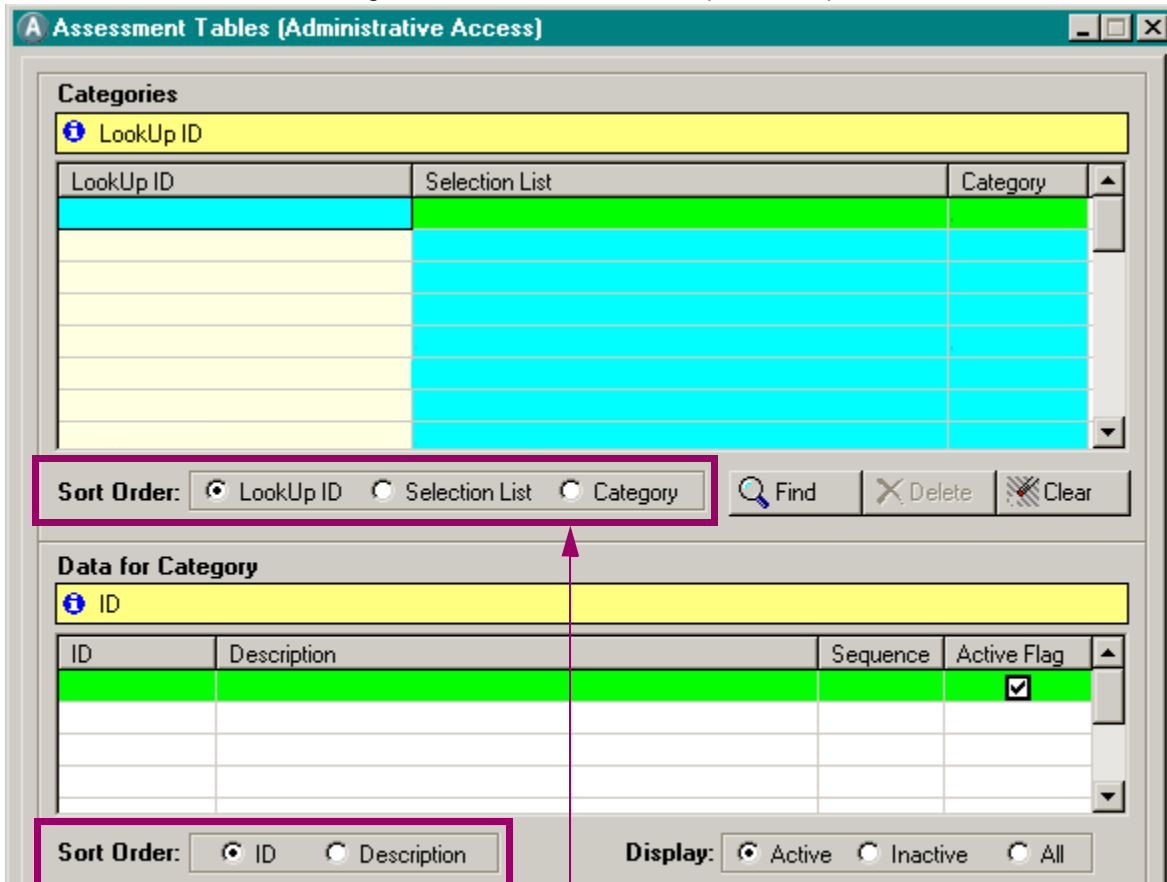 Assessment Tables (Administrative Access)
Categories
LookUp ID
LookUp ID Selection List Category
Sort Order: LookUp ID Selection List Category Find Delete Clear
Data for Category
ID
ID Description Sequence Active Flag
Sort Order: ID Description Display: Active Inactive All